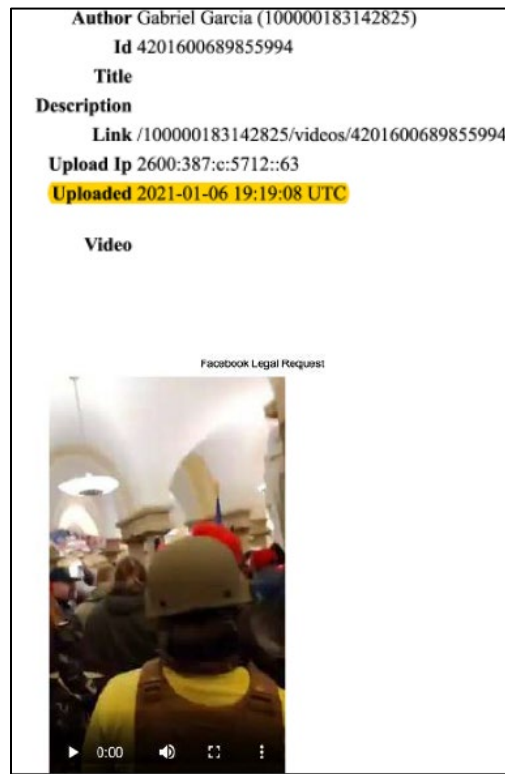 Author Gabriel Garcia (100000183142825)
Id 4201600689855994
Title
Description
Link /100000183142825/videos/4201600689855994
Upload Ip 2600:387:c:5712::63
Uploaded 2021-01-06 19:19:08 UTC
Video
Facebook Legal Request
0:00